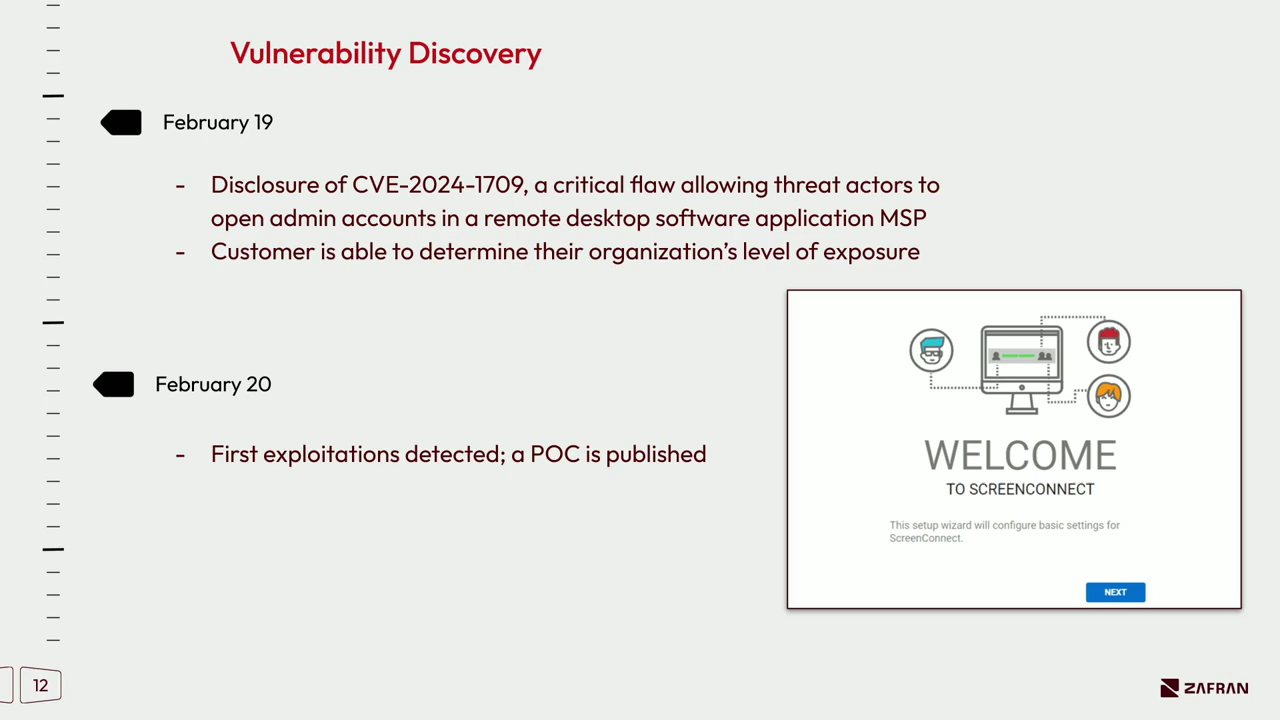 Vulnerability Discovery
February 19
- Disclosure of CVE-2024-1709, a critical flaw allowing threat actors to
open admin accounts in a remote desktop software application MSP
- Customer is able to determine their organization’s level of exposure
February 20
- First exploitations detected; a POC is published
WELCOME
TO SCREENCONNECT
This setup wizard will configure basic settings for
ScreenConnect.
NEXT
12
ZAFRAN